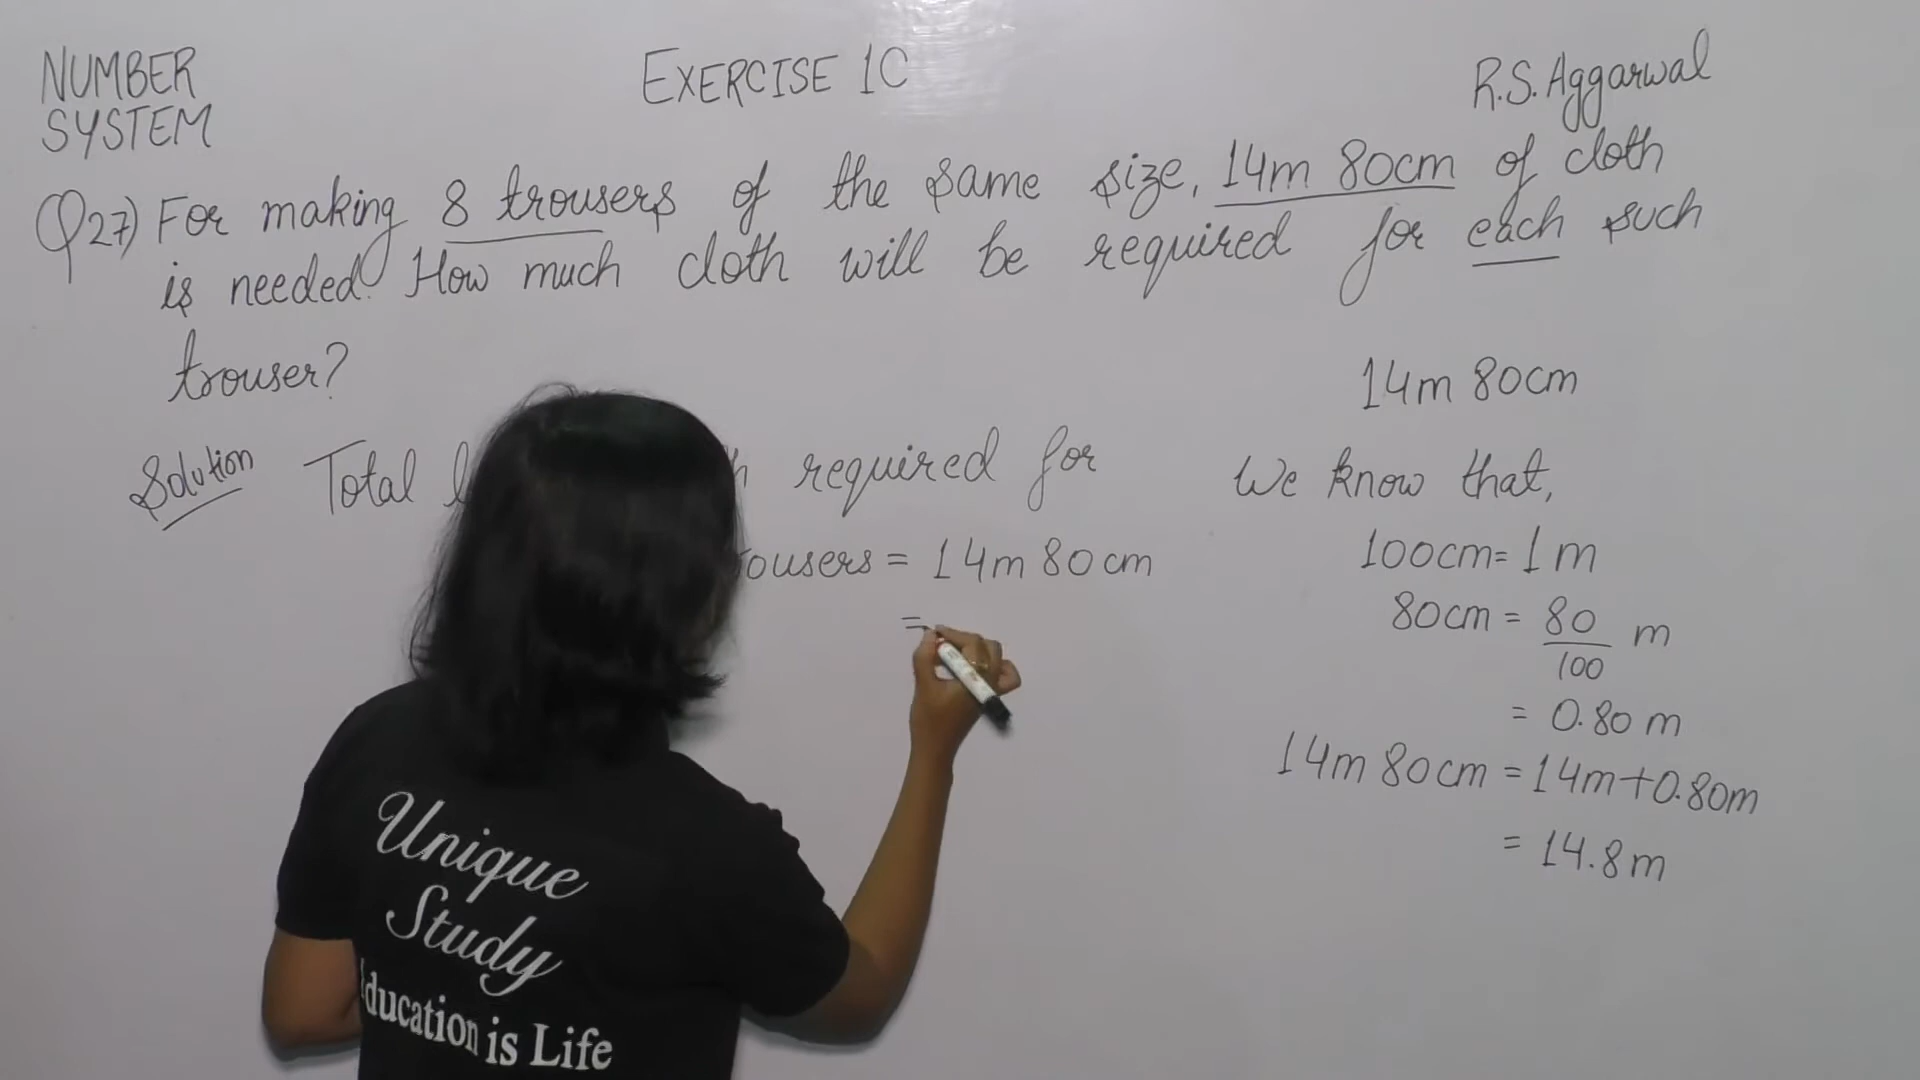 NUMBER
SYSTEM
EXERCISE 1C
R.S. Aggarwal
Q27) For making 8 trousers of the same size, 14m 80cm of cloth
is needed. How much cloth will be required for each such
trouser?
Solution
Total required for
trousers = 14m 80cm
=
14m 80cm
We know that,
100cm = 1m
80cm = 80/100 m
= 0.80 m
14m 80cm = 14m+0.80m
= 14.8m
Unique
Study
Education is Life